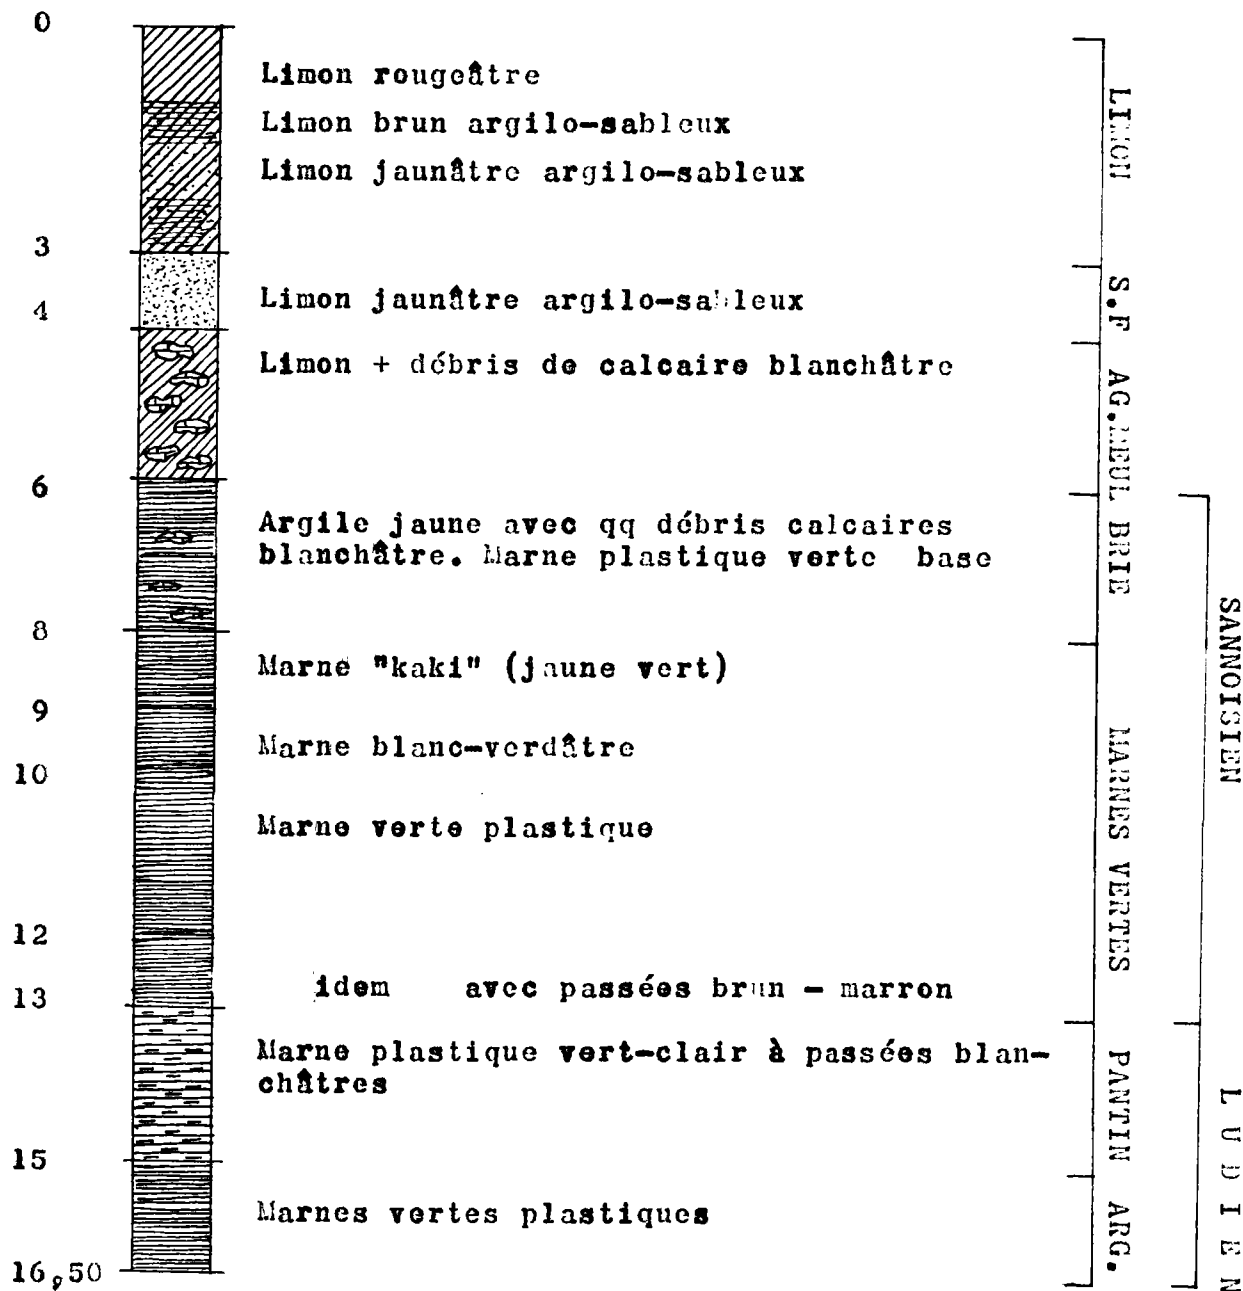 0
Limon rougeâtre
Limon brun argilo-sableux
Limon jaunâtre argilo-sableux
3
Limon jaunâtre argilo-sableux
4
Limon + débris de calcaire blanchâtre
6
Argile jaune avec qq débris calcaires
blanchâtre. Marne plastique verte base
8
Marne "kaki" (jaune vert)
9
Marne blanc-verdâtre
10
Marne verte plastique
12
13
idem avec passées brun - marron
Marne plastique vert-clair à passées blan-
châtres
15
Marnes vertes plastiques
16,50
LIMON
S.F
AG.MEUL
BRIE
MARNES VERTES
PANTIN
ARG.
SANNOISIEN
LUDIEN